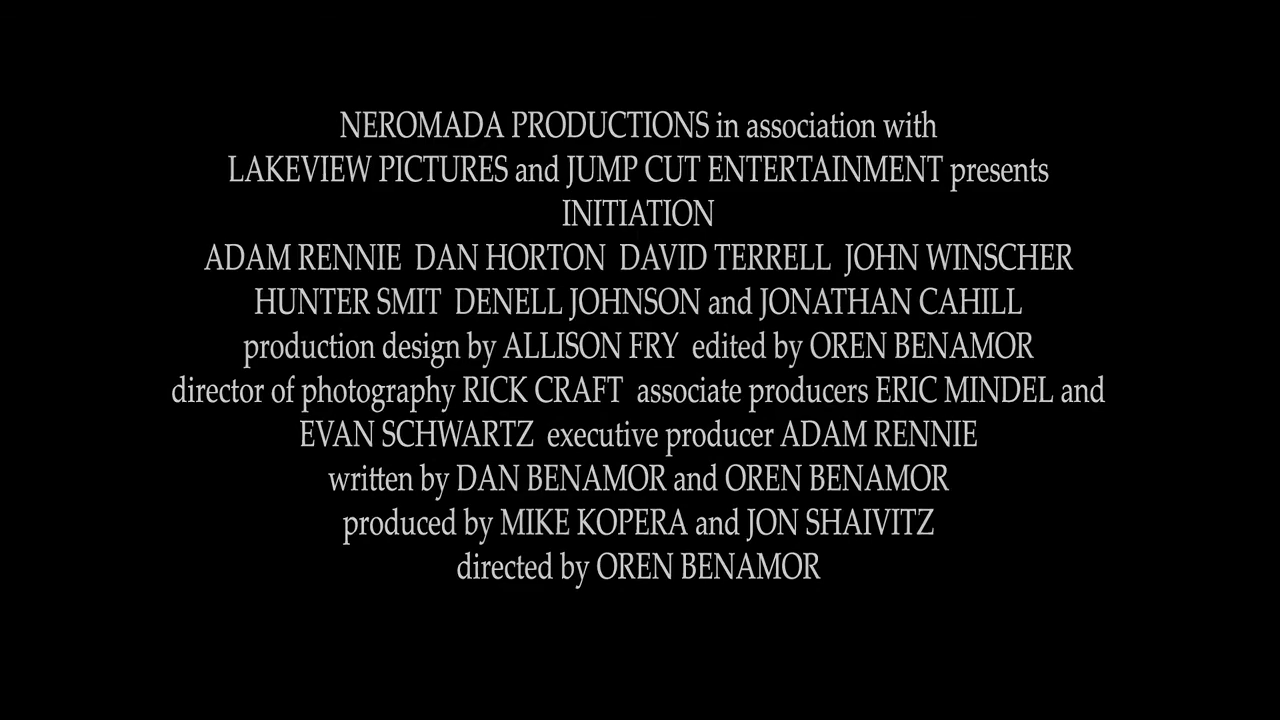 NEROMADA PRODUCTIONS in association with
LAKEVIEW PICTURES and JUMP CUT ENTERTAINMENT presents
INITIATION
ADAM RENNIE DAN HORTON DAVID TERRELL JOHN WINSCHER
HUNTER SMIT DENELL JOHNSON and JONATHAN CAHILL
production design by ALLISON FRY edited by OREN BENAMOR
director of photography RICK CRAFT associate producers ERIC MINDEL and
EVAN SCHWARTZ executive producer ADAM RENNIE
written by DAN BENAMOR and OREN BENAMOR
produced by MIKE KOPERA and JON SHAIVITZ
directed by OREN BENAMOR